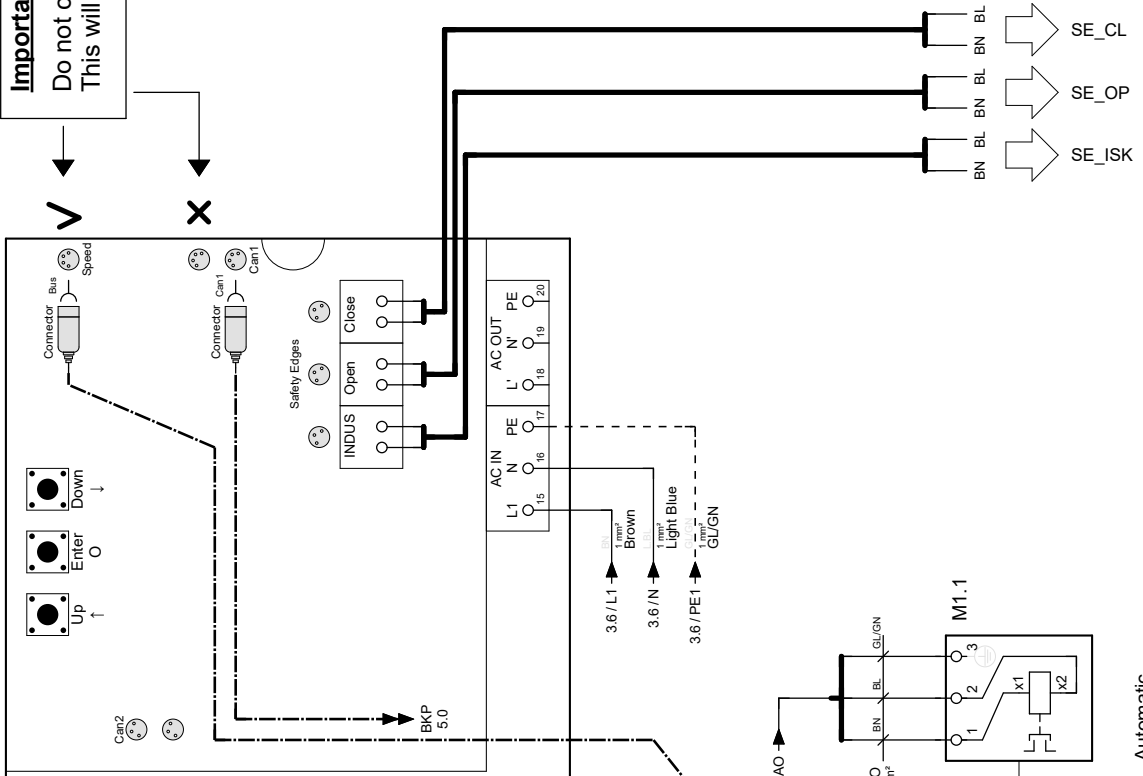 Importa
Do not c
This will
BL
BN
SE_CL
BL
BN
SE_OP
BL
BN
SE_ISK
V
X
Speed
Bus
Connector
Can1
Can1
Connector
Safety Edges
Close
Open
INDUS
AC OUT
PE
N'
L'
20
19
18
AC IN
PE
N
L1
17
16
15
Down
↓
Enter
O
Up
↑
Can2
BKP
5.0
3.6 / L1
BN
1 mm²
Brown
3.6 / N
LBL
1 mm²
Light Blue
3.6 / PE1
GL/GN
1 mm²
GL/GN
M1.1
GL/GN
BL
BN
3
2
1
x1
x2
AO
O
Automatic